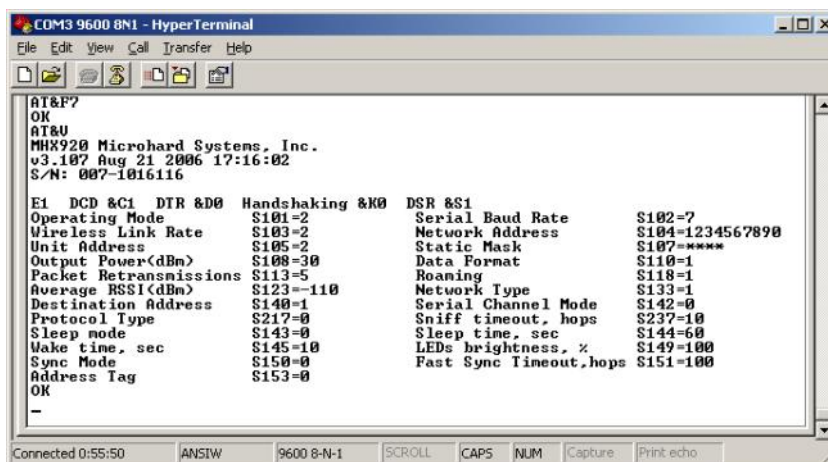 COM3 9600 8N1 - HyperTerminal
File Edit View Call Transfer Help
AT&F7
OK
AT&V
MHX920 Microhard Systems, Inc.
v3.107 Aug 21 2006 17:16:02
S/N: 007-1016116
E1 DCD &C1 DTR &D0 Handshaking &K0 DSR &S1
Operating Mode S101=2 Serial Baud Rate S102=7
Wireless Link Rate S103=2 Network Address S104=1234567890
Unit Address S105=2 Static Mask S107=****
Output Power(dBm) S108=30 Data Format S110=1
Packet Retransmissions S113=5 Roaming S118=1
Average RSSI(dBm) S123=-110 Network Type S133=1
Destination Address S140=1 Serial Channel Mode S142=0
Protocol Type S217=0 Sniff timeout, hops S237=10
Sleep mode S143=0 Sleep time, sec S144=60
Wake time, sec S145=10 LEDs brightness, % S149=100
Sync Mode S150=0 Fast Sync Timeout,hops S151=100
Address Tag S153=0
OK
Connected 0:55:50 ANSIW 9600 8-N-1 SCROLL CAPS NUM Capture Print echo